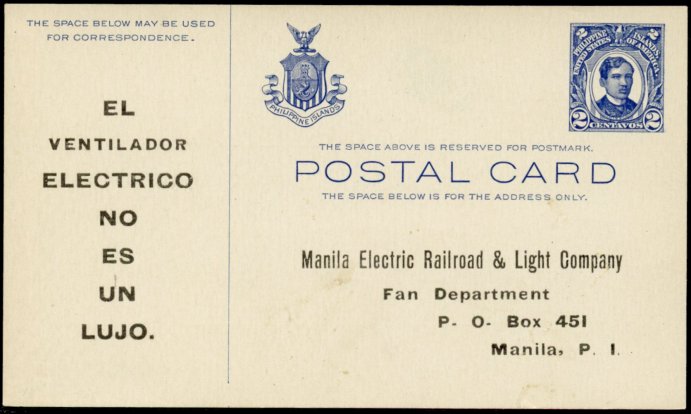 THE SPACE BELOW MAY BE USED
FOR CORRESPONDENCE.
EL
VENTILADOR
ELECTRICO
NO
ES
UN
LUJO.
PHILIPPINE ISLANDS
2 PHILIPPINE ISLANDS 2
UNITED STATES OF AMERICA
2 CENTAVOS 2
THE SPACE ABOVE IS RESERVED FOR POSTMARK.
POSTAL CARD
THE SPACE BELOW IS FOR THE ADDRESS ONLY.
Manila Electric Railroad & Light Company
Fan Department
P. O. Box 451
Manila, P. I.